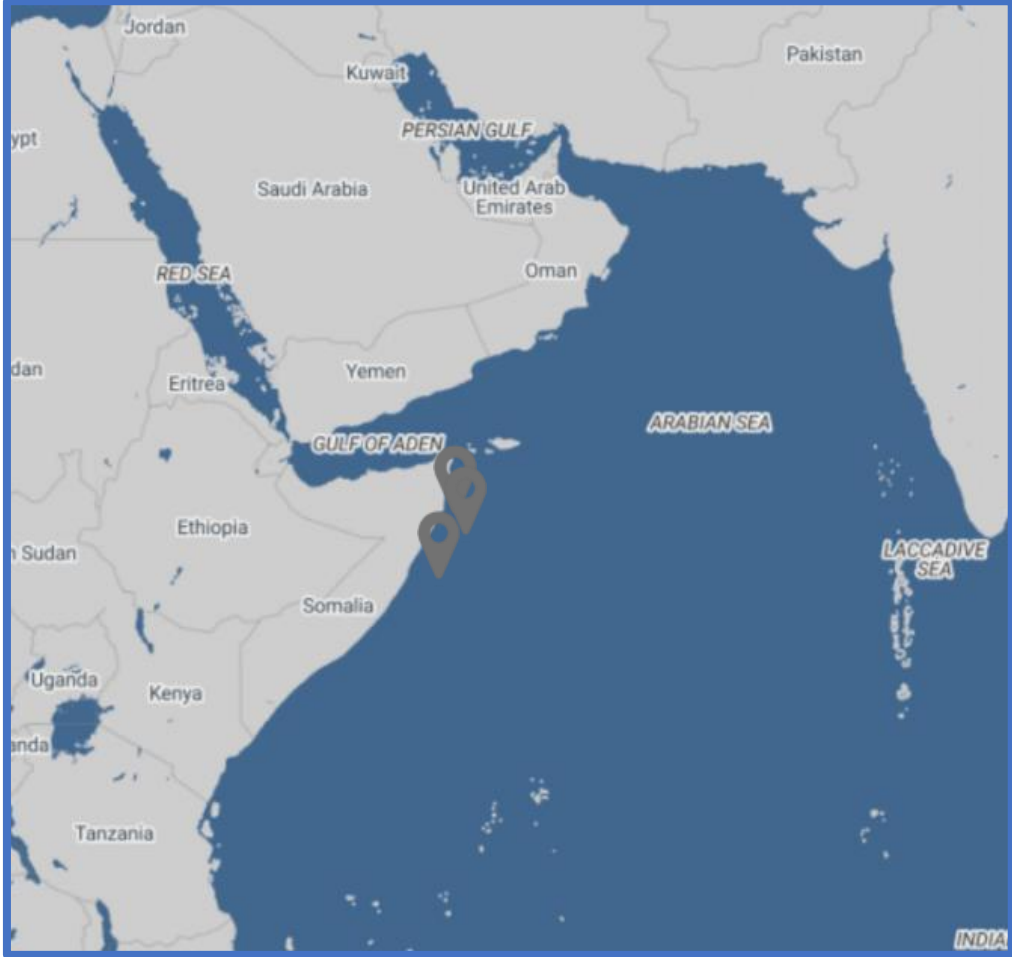 Jordan
Pakistan
Kuwait
PERSIAN GULF
ypt
Saudi Arabia
United Arab
Emirates
RED SEA
Oman
dan
Yemen
Eritrea
ARABIAN SEA
GULF OF ADEN
Ethiopia
n Sudan
LACCADIVE
SEA
Somalia
Uganda
Kenya
anda
Tanzania
INDIA